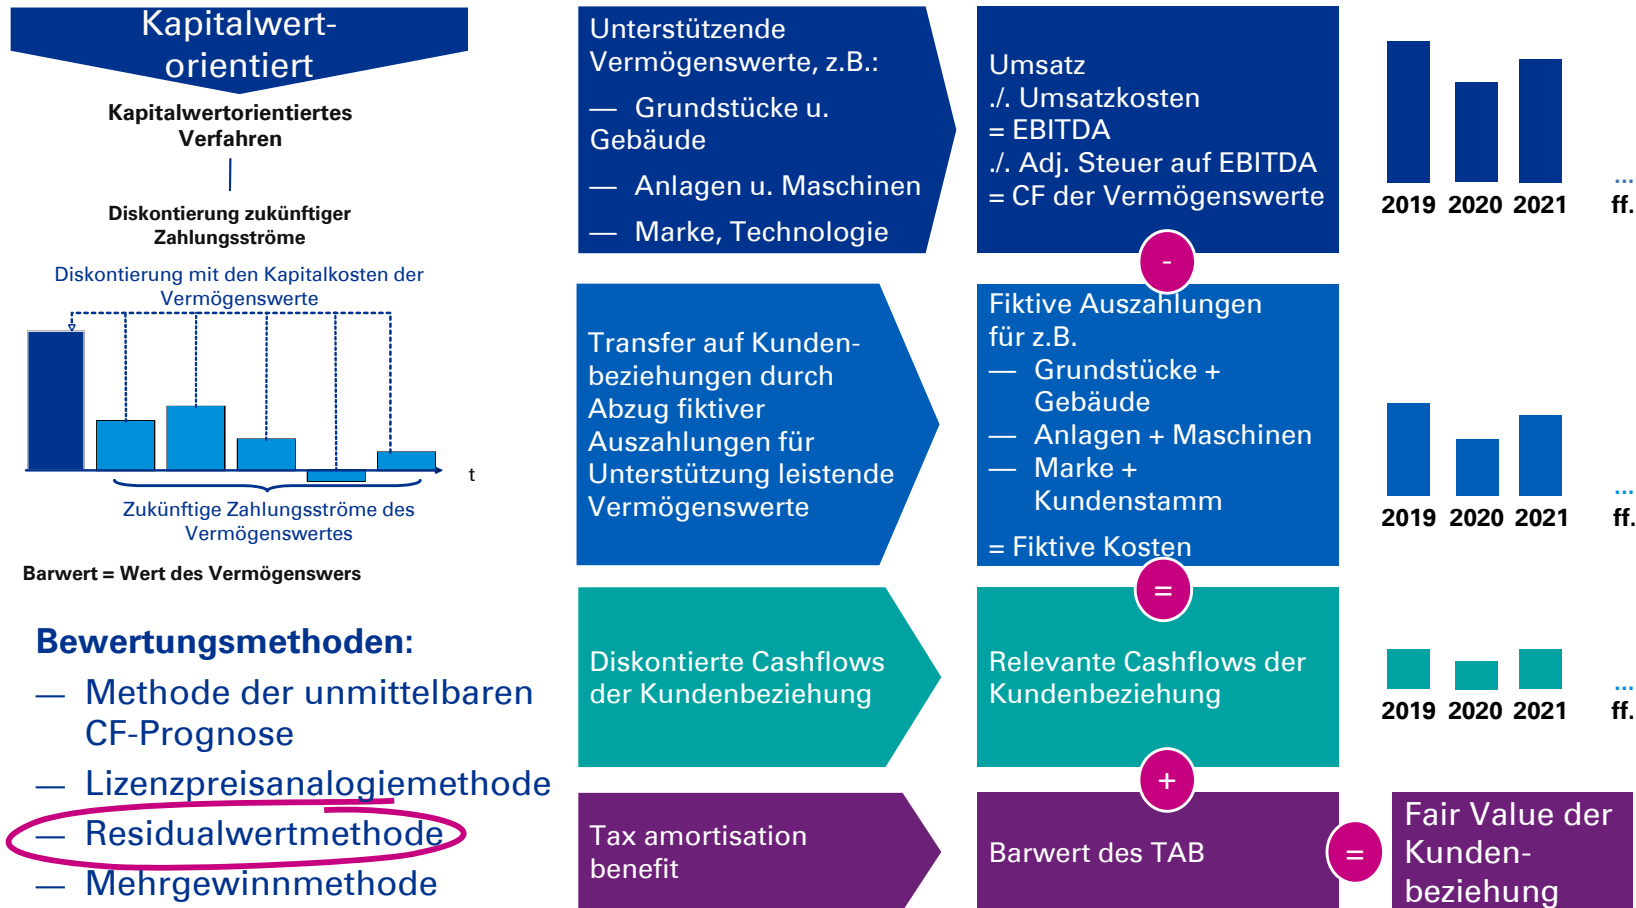 Kapitalwert-
orientiert
Kapitalwertorientiertes
Verfahren
Diskontierung zukünftiger
Zahlungsströme
Diskontierung mit den Kapitalkosten der
Vermögenswerte
t
Zukünftige Zahlungsströme des
Vermögenswertes
Barwert = Wert des Vermögenswers
Bewertungsmethoden:
— Methode der unmittelbaren
CF-Prognose
— Lizenzpreisanalogiemethode
— Residualwertmethode
— Mehrgewinnmethode
Unterstützende
Vermögenswerte, z.B.:
— Grundstücke u.
Gebäude
— Anlagen u. Maschinen
— Marke, Technologie
Umsatz
./. Umsatzkosten
= EBITDA
./. Adj. Steuer auf EBITDA
= CF der Vermögenswerte
...
2019 2020 2021 ff.
-
Transfer auf Kunden-
beziehungen durch
Abzug fiktiver
Auszahlungen für
Unterstützung leistende
Vermögenswerte
Fiktive Auszahlungen
für z.B.
— Grundstücke +
Gebäude
— Anlagen + Maschinen
— Marke +
Kundenstamm
= Fiktive Kosten
...
2019 2020 2021 ff.
=
Diskontierte Cashflows
der Kundenbeziehung
Relevante Cashflows der
Kundenbeziehung
...
2019 2020 2021 ff.
+
Tax amortisation
benefit
Barwert des TAB
=
Fair Value der
Kunden-
beziehung